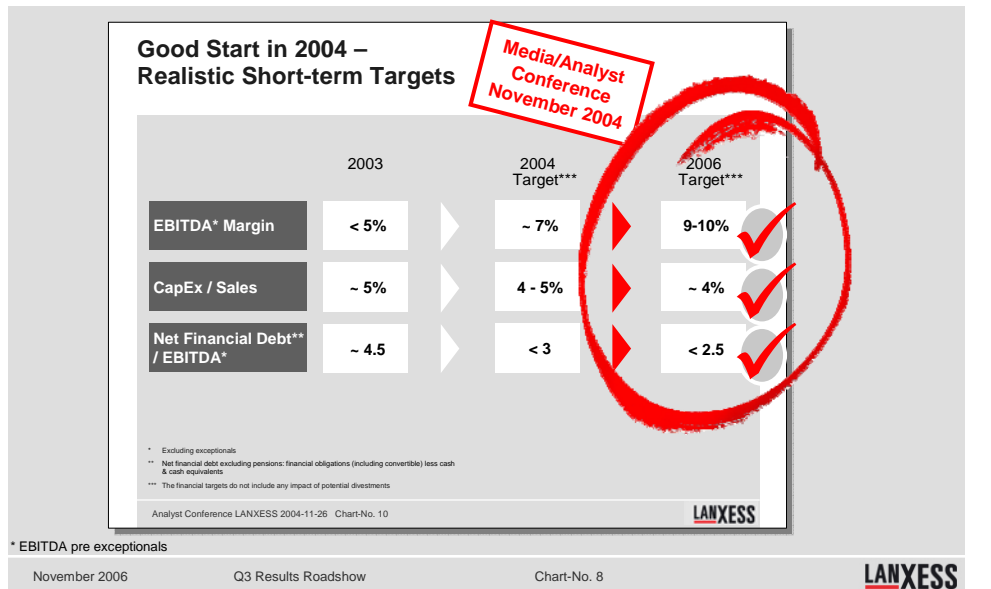 Good Start in 2004 –
Realistic Short-term Targets
Media/Analyst
Conference
November 2004
2003
2004
Target***
2006
Target***
EBITDA* Margin
< 5%
~ 7%
9-10%
CapEx / Sales
~ 5%
4 - 5%
~ 4%
Net Financial Debt**
/ EBITDA*
~ 4.5
< 3
< 2.5
* Excluding exceptionals
** Net financial debt excluding pensions: financial obligations (including convertible) less cash
& cash equivalents
*** The financial targets do not include any impact of potential divestments
Analyst Conference LANXESS 2004-11-26 Chart-No. 10
LANXESS
* EBITDA pre exceptionals
November 2006 Q3 Results Roadshow Chart-No. 8
LANXESS